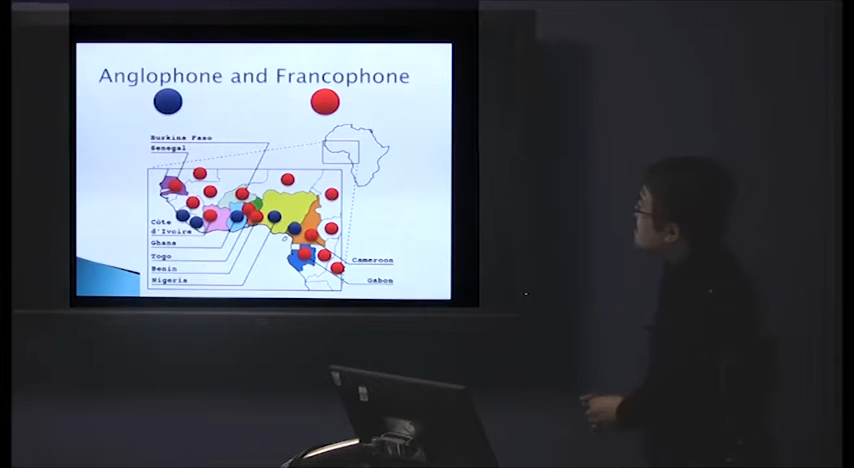 Anglophone and Francophone
Burkina Faso
Senegal
Côte
d'Ivoire
Ghana
Togo
Benin
Nigeria
Cameroon
Gabon